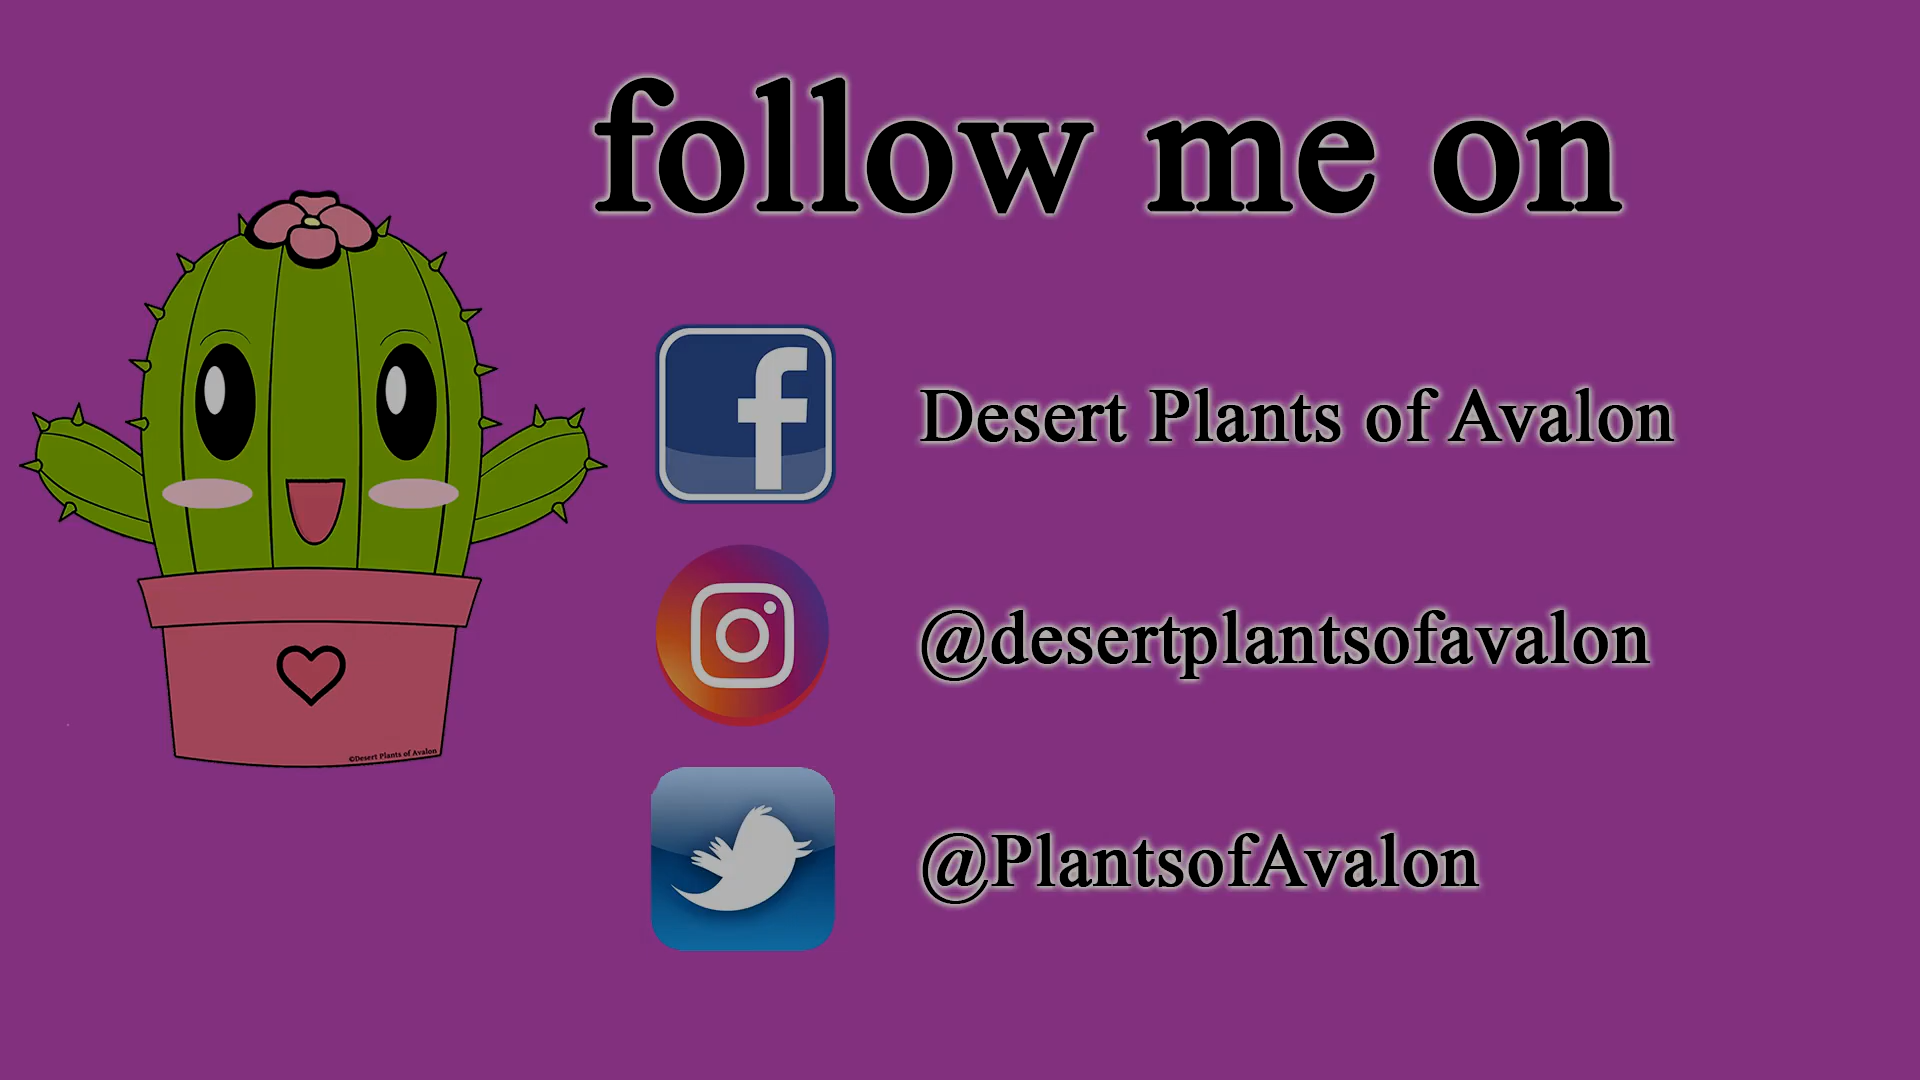 follow me on
Desert Plants of Avalon
@desertplantsofavalon
@PlantsofAvalon
©Desert Plants of Avalon